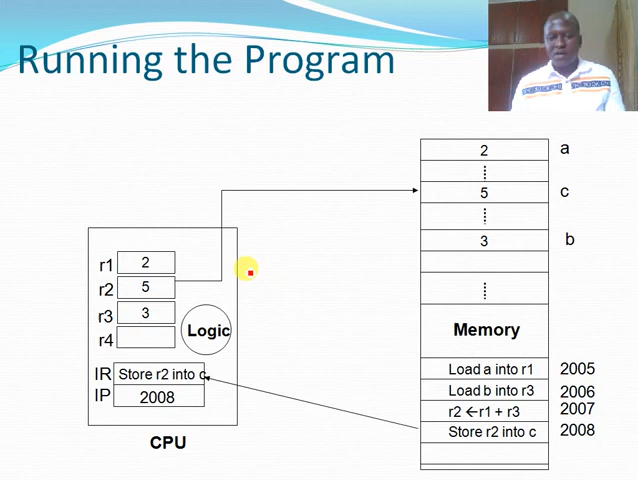 Running the Program
2 a
5 c
3 b
r1 2
r2 5
r3 3
r4
Logic
Memory
IR Store r2 into c
IP 2008
CPU
Load a into r1 2005
Load b into r3 2006
r2 ← r1 + r3 2007
Store r2 into c 2008